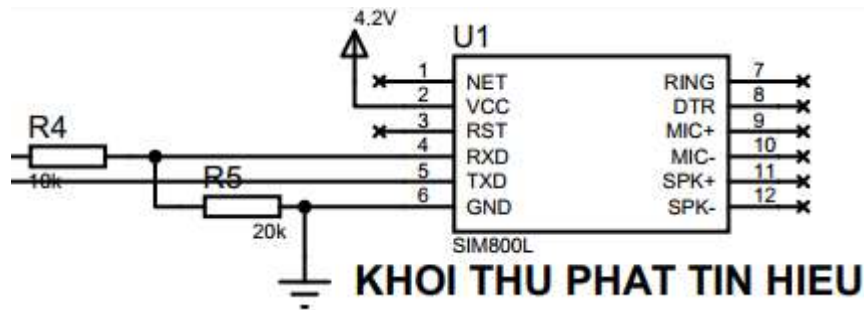 4.2V
U1
1 NET RING 7
2 VCC DTR 8
3 RST MIC+ 9
R4
4 RXD MIC- 10
10k
5 TXD SPK+ 11
R5
6 GND SPK- 12
20k
SIM800L
KHOI THU PHAT TIN HIEU